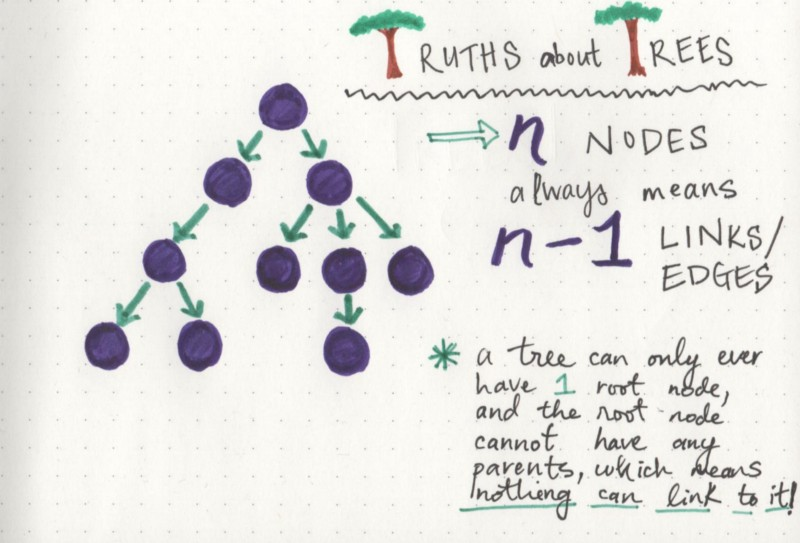 TRUTHS about TREES
n NODES
always means
n-1 LINKS/
EDGES
* a tree can only ever
have 1 root node,
and the root node
cannot have any
parents, which means
nothing can link to it!